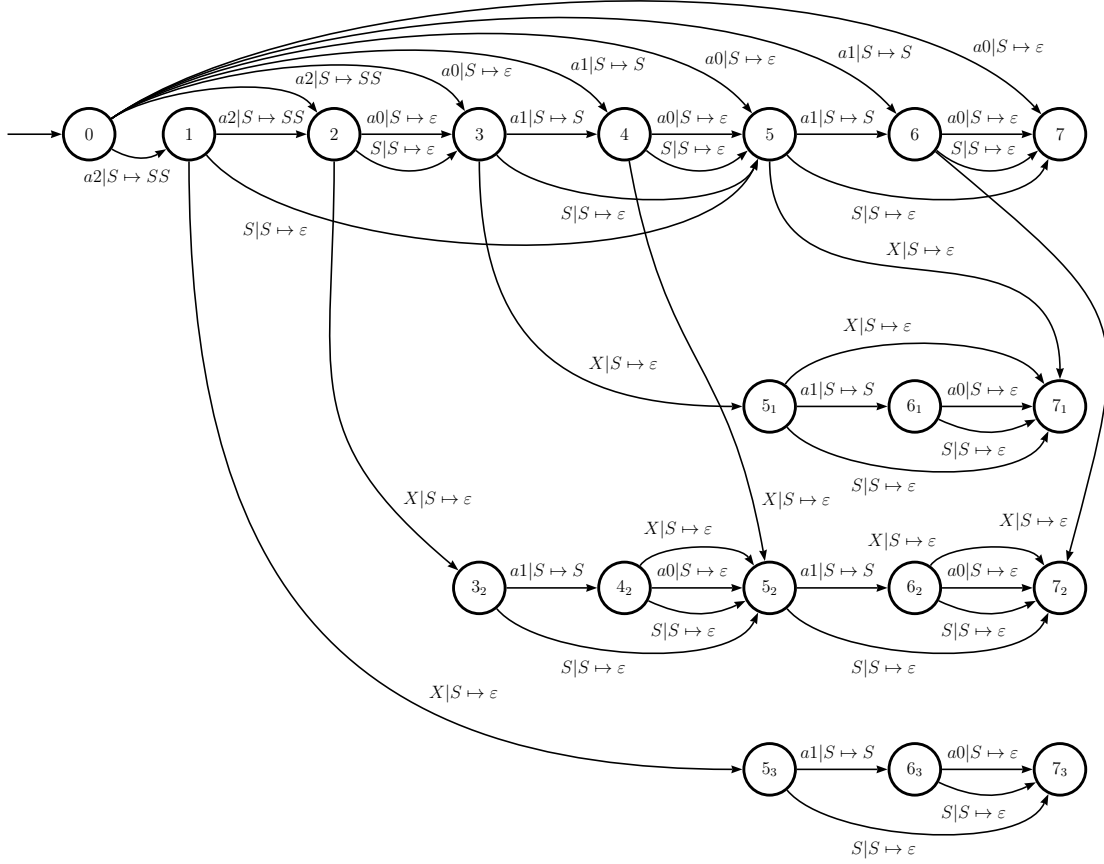 a0|S ↦ ε
a1|S ↦ S
a0|S ↦ ε
a1|S ↦ S
a0|S ↦ ε
a2|S ↦ SS
0 1 a2|S ↦ SS 2 a0|S ↦ ε 3 a1|S ↦ S 4 a0|S ↦ ε 5 a1|S ↦ S 6 a0|S ↦ ε 7
S|S ↦ ε S|S ↦ ε S|S ↦ ε
a2|S ↦ SS
S|S ↦ ε S|S ↦ ε
S|S ↦ ε
X|S ↦ ε
X|S ↦ ε
X|S ↦ ε
5₁ a1|S ↦ S 6₁ a0|S ↦ ε 7₁
S|S ↦ ε
S|S ↦ ε
X|S ↦ ε X|S ↦ ε
X|S ↦ ε
X|S ↦ ε X|S ↦ ε
3₂ a1|S ↦ S 4₂ a0|S ↦ ε 5₂ a1|S ↦ S 6₂ a0|S ↦ ε 7₂
S|S ↦ ε S|S ↦ ε
S|S ↦ ε S|S ↦ ε
X|S ↦ ε
5₃ a1|S ↦ S 6₃ a0|S ↦ ε 7₃
S|S ↦ ε
S|S ↦ ε